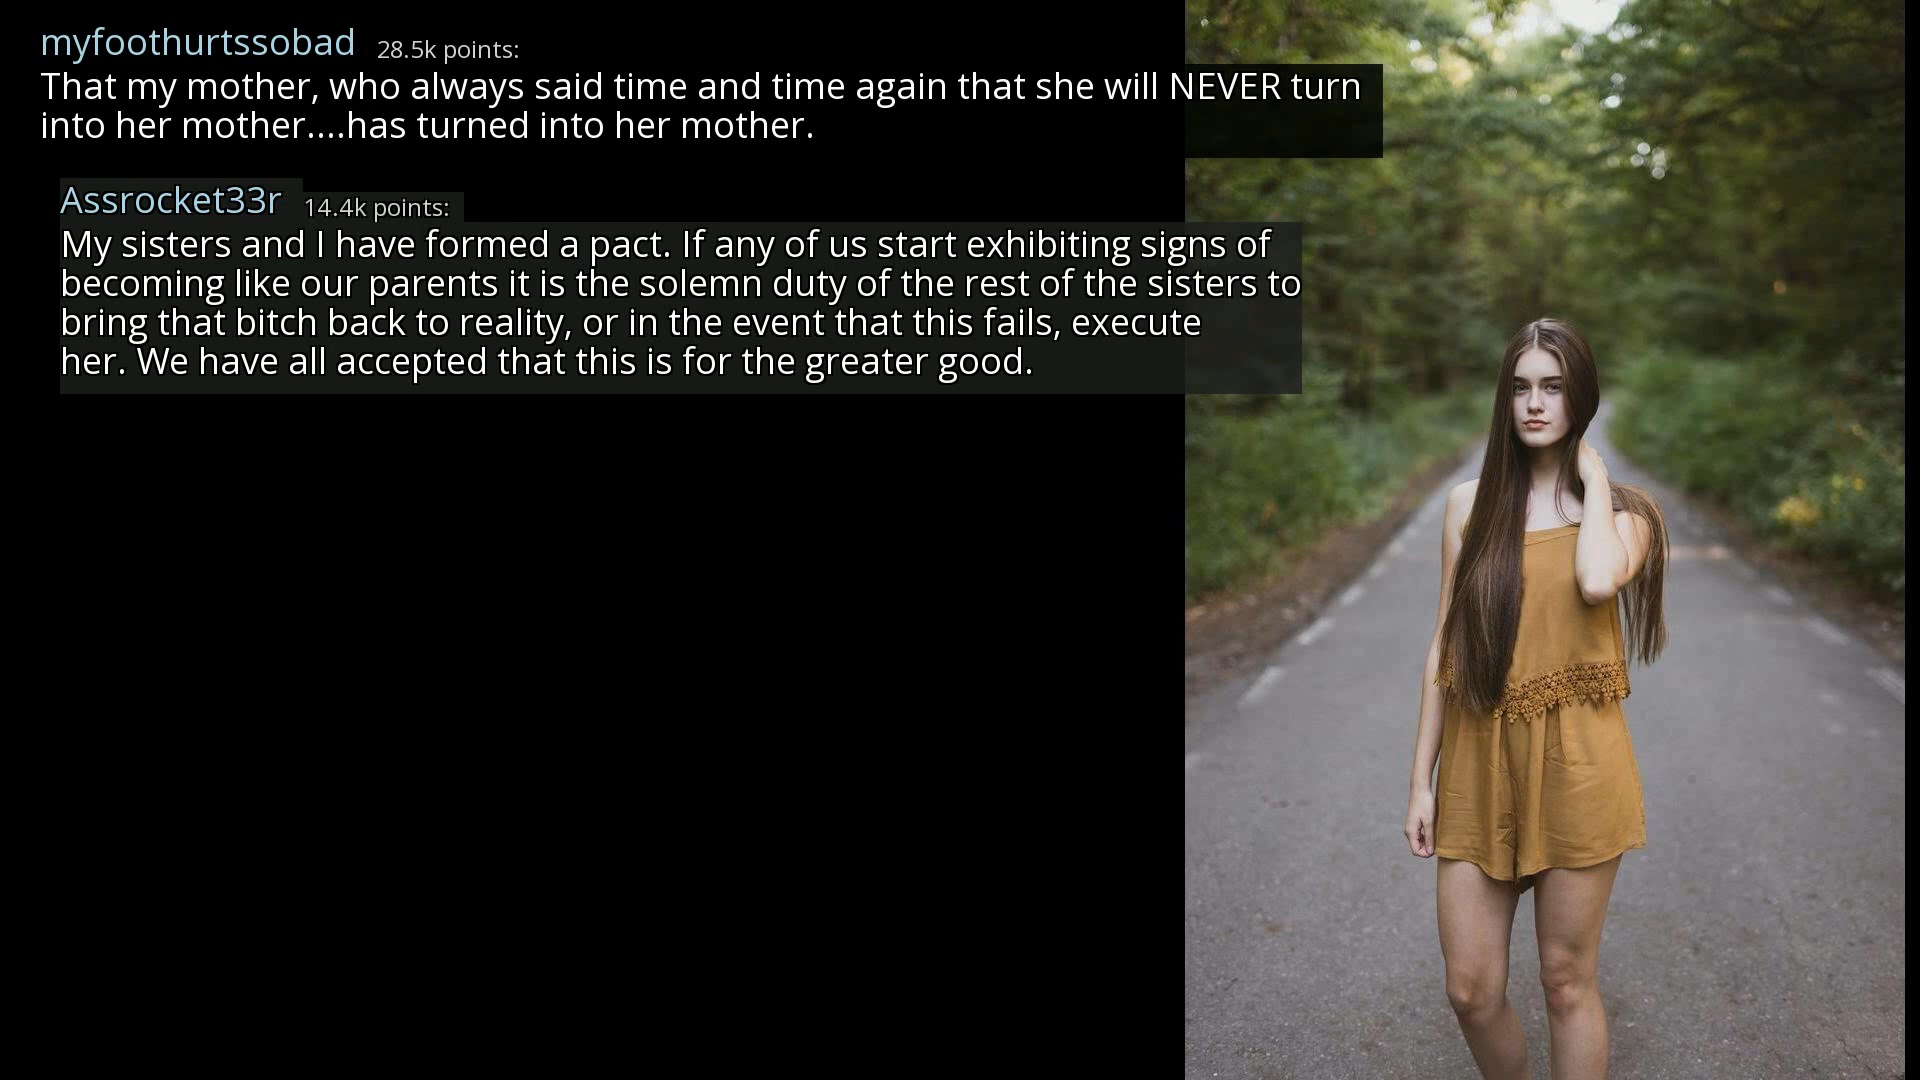 myfoothurtssobad 28.5k points:
That my mother, who always said time and time again that she will NEVER turn
into her mother....has turned into her mother.
Assrocket33r 14.4k points:
My sisters and I have formed a pact. If any of us start exhibiting signs of
becoming like our parents it is the solemn duty of the rest of the sisters to
bring that bitch back to reality, or in the event that this fails, execute
her. We have all accepted that this is for the greater good.